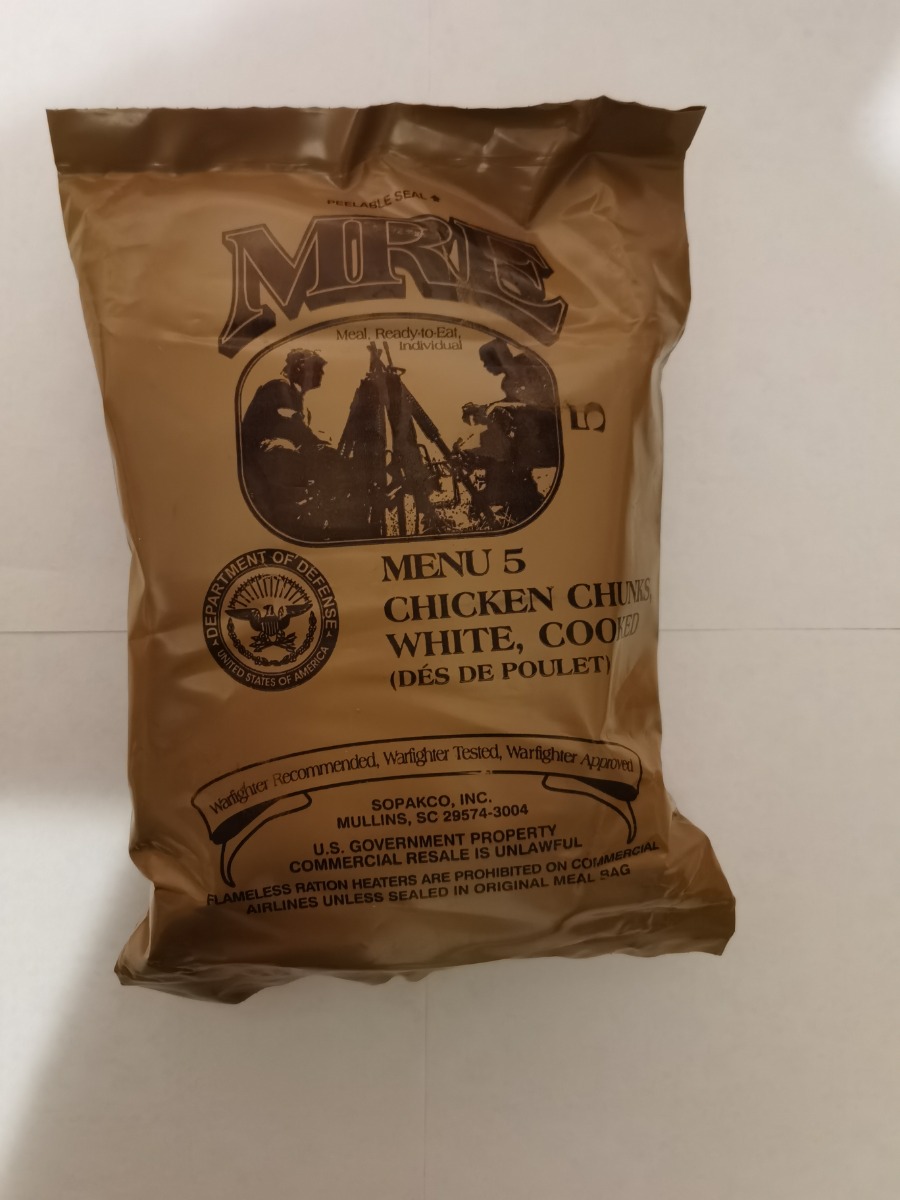 PEELABLE SEAL
MRE
Meal, Ready-to-Eat,
Individual
5
MENU 5
CHICKEN CHUNKS,
WHITE, COOKED
(DÉS DE POULET)
DEPARTMENT OF DEFENSE
UNITED STATES OF AMERICA
Warfighter Recommended, Warfighter Tested, Warfighter Approved
SOPAKCO, INC.
MULLINS, SC 29574-3004
U.S. GOVERNMENT PROPERTY
COMMERCIAL RESALE IS UNLAWFUL
FLAMELESS RATION HEATERS ARE PROHIBITED ON COMMERCIAL
AIRLINES UNLESS SEALED IN ORIGINAL MEAL BAG